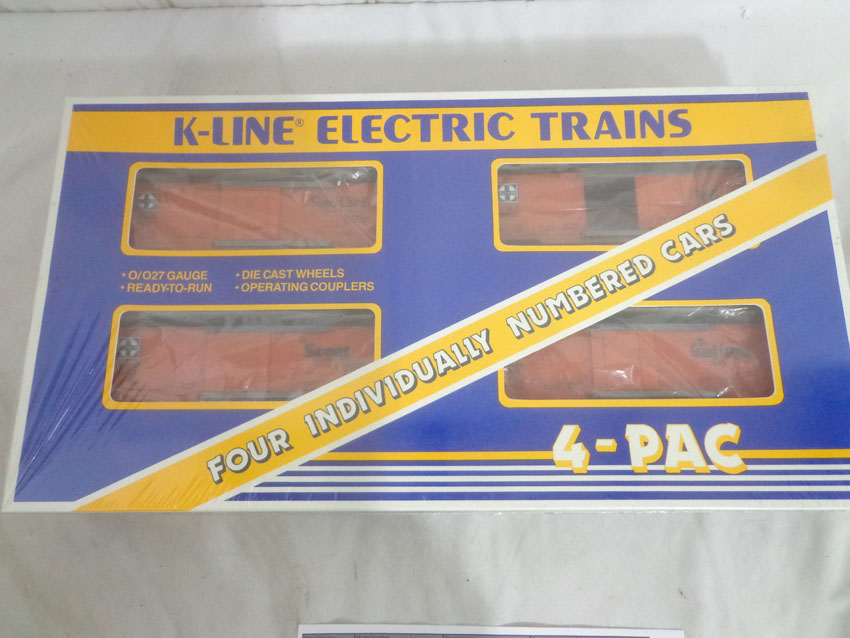 K-LINE® ELECTRIC TRAINS
• O/O27 GAUGE • DIE CAST WHEELS
• READY-TO-RUN • OPERATING COUPLERS
Scout
FOUR INDIVIDUALLY NUMBERED CARS
4-PAC